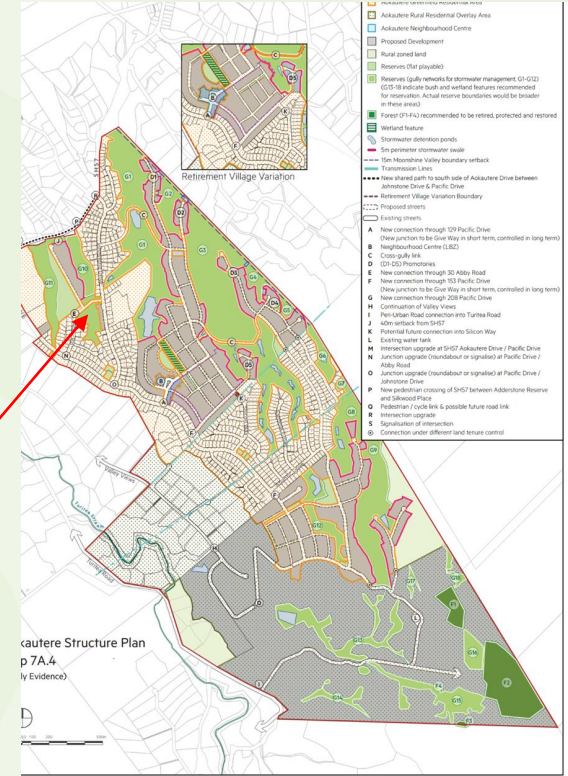 Aokautere Greenfield Residential Area
Aokautere Rural Residential Overlay Area
Aokautere Neighbourhood Centre
Proposed Development
Rural zoned land
Reserves (flat playable)
Reserves (gully networks for stormwater management, G1-G12)
(G13-18 indicate bush and wetland features recommended
for reservation. Actual reserve boundaries would be broader
in these areas)
Forest (F1-F4) recommended to be retired, protected and restored
Wetland feature
Stormwater detention ponds
5m perimeter stormwater swale
15m Moonshine Valley boundary setback
Transmission Lines
New shared path to south side of Aokautere Drive between
Johnstone Drive & Pacific Drive
Retirement Village Variation Boundary
Proposed streets
Existing streets
A New connection through 129 Pacific Drive
(New junction to be Give Way in short term, controlled in long term)
B Neighbourhood Centre (LBZ)
C Cross-gully link
D (D1-D5) Promotories
E New connection through 30 Abby Road
F New connection through 153 Pacific Drive
(New junction to be Give Way in short term, controlled in long term)
G New connection through 208 Pacific Drive
H Continuation of Valley Views
I Peri-Urban Road connection into Turitea Road
J 40m setback from SH57
K Potential future connection into Silicon Way
L Existing water tank
M Intersection upgrade at SH57 Aokautere Drive / Pacific Drive
N Junction upgrade (roundabout or signalise) at Pacific Drive /
Abby Road
O Junction upgrade (roundabout or signalise) at Pacific Drive /
Johnstone Drive
P New pedestrian crossing of SH57 between Adderstone Reserve
and Silkwood Place
Q Pedestrian / cycle link & possible future road link
R Intersection upgrade
S Signalisation of intersection
Connection under different land tenure control
Retirement Village Variation
SH57
Valley Views
Turitea Road
kautere Structure Plan
p 7A.4
ly Evidence)